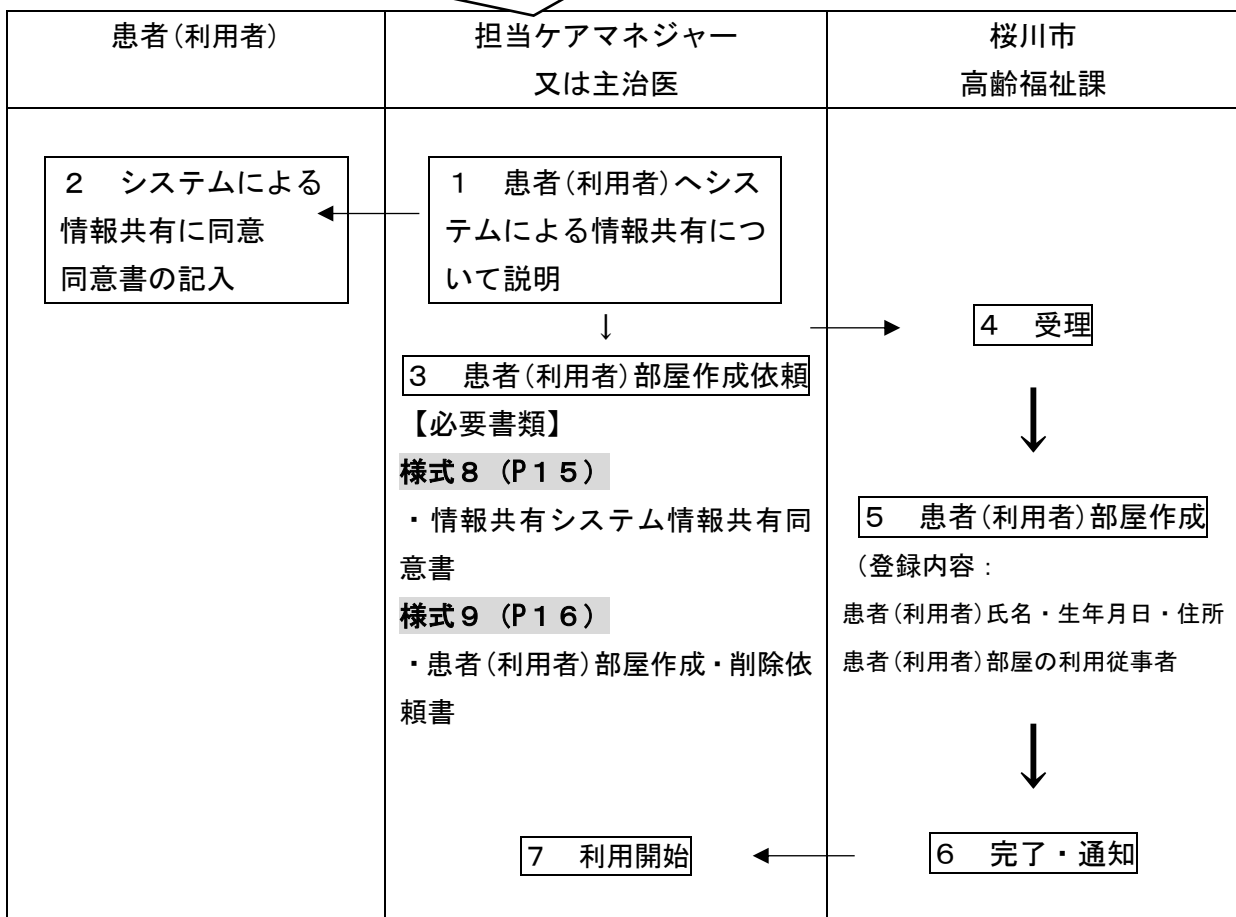 患者(利用者)
担当ケアマネジャー
又は主治医
桜川市
高齢福祉課
2　システムによる
情報共有に同意
同意書の記入
1　患者(利用者)へシス
テムによる情報共有につ
いて説明
↓
3　患者(利用者)部屋作成依頼
【必要書類】
様式8（P15）
・情報共有システム情報共有同
意書
様式9（P16）
・患者(利用者)部屋作成・削除依
頼書
4　受理
5　患者(利用者)部屋作成
（登録内容：
患者(利用者)氏名・生年月日・住所
患者(利用者)部屋の利用従事者
6　完了・通知
7　利用開始